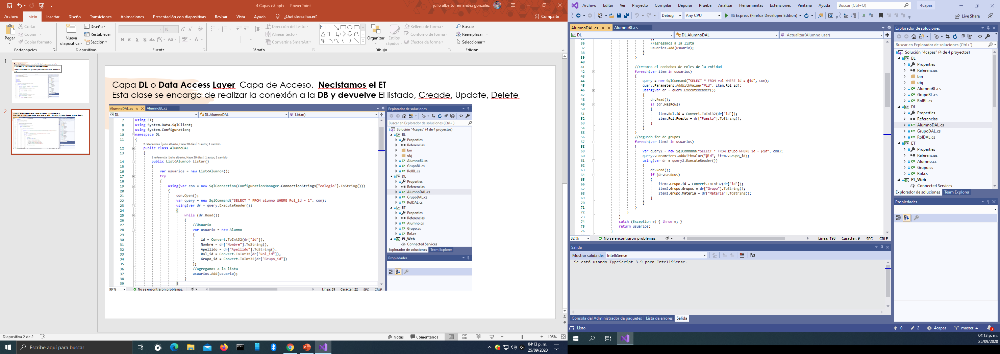 4 Capas c#.pptx - PowerPoint
julio alberto fernandez gonzalez
Archivo Inicio Insertar Diseño Transiciones Animaciones Presentación con diapositivas Revisar Vista Ayuda ¿Qué desea hacer? Compartir
Pegar
Cortar
Copiar
Copiar formato
Portapapeles
Nueva diapositiva
Diseño
Restablecer
Sección
Diapositivas
18
N K S S abc AV Aa A
Fuente
Dirección del texto
Alinear texto
Convertir a SmartArt
Párrafo
Organizar
Estilos rápidos
Relleno de forma
Contorno de forma
Efectos de forma
Dibujo
Buscar
Reemplazar
Seleccionar
Edición
1
2
Capa DL o Data Access Layer Capa de Acceso. Necistamos el ET
Esta clase se encarga de realizar la conexión a la DB y devuelve El listado, Creade, Update, Delete
AlumnoDAL.cs AlumnoBL.cs
DL DL.AlumnoDAL Listar()
7 using ET;
8 using System.Data.SqlClient;
9 using System.Configuration;
10 namespace DL
11 {
2 referencias | julio alberto, Hace 20 días | 1 autor, 1 cambio
12 public class AlumnoDAL
13 {
1 referencia | julio alberto, Hace 20 días | 1 autor, 1 cambio
14 public List<Alumno> Listar()
15 {
16 var usuarios = new List<Alumno>();
17 try
18 {
19 using(var con = new SqlConnection(ConfigurationManager.ConnectionStrings["colegio"].ToString()))
20 {
21 con.Open();
22 var query = new SqlCommand("SELECT * FROM alumno WHERE Rol_id = 1", con);
23 using(var dr = query.ExecuteReader())
24 {
25 while (dr.Read())
26 {
27 //Usuario
28 var usuario = new Alumno
29 {
30 id = Convert.ToInt32(dr["id"]),
31 Nombre = dr["Nombre"].ToString(),
32 Apellido = dr["Apellido"].ToString(),
33 Rol_id = Convert.ToInt32(dr["Rol_id"]),
34 Grupo_id = Convert.ToInt32(dr["Grupo_id"])
35 };
36 //agregamos a la lista
37 usuarios.Add(usuario);
38 }
39 }
99 % No se encontraron problemas. Línea: 39 Carácter: 22 SPC CRLF
Explorador de soluciones
Buscar en Explorador de soluciones (Ctrl+´)
Solución "4capas" (4 de 4 proyectos)
BL
Properties
Referencias
bin
obj
AlumnoBL.cs
GrupoBL.cs
RolBL.cs
DL
Properties
Referencias
AlumnoDAL.cs
GrupoDAL.cs
RolDAL.cs
ET
Properties
Referencias
Alumno.cs
Grupo.cs
Rol.cs
PL_Web
Connected Services
Explorador de soluciones Team Explorer
Propiedades
Diapositiva 2 de 2
Notas Comentarios 105%
Escribe aquí para buscar
04:13 p. m.
25/09/2020
Archivo Editar Ver Proyecto Compilar Depurar Prueba Analizar Herramientas Extensiones Ventana Ayuda Buscar (Ctrl+Q) 4capas
Debug Any CPU IIS Express (Firefox Developer Edition) Live Share
AlumnoDAL.cs AlumnoBL.cs
DL DL.AlumnoDAL Actualizar(Alumno user)
35 };
36 //agregamos a la lista
37 usuarios.Add(usuario);
38 }
39 }
40
41 //creamos el conbobox de roles de la entidad
42 foreach(var item in usuarios)
43 {
44 query = new SqlCommand("SELECT * FROM rol WHERE id = @id", con);
45 query.Parameters.AddWithValue("@id", item.Rol_id);
46 using(var dr = query.ExecuteReader())
47 {
48 dr.Read();
49 if (dr.HasRows)
50 {
51 item.Rol.id = Convert.ToInt32(dr["id"]);
52 item.Rol.Puesto = dr["Puesto"].ToString();
53 }
54 }
55 }
56 //segundo for de grupos
57 foreach(var item2 in usuarios)
58 {
59 var query2 = new SqlCommand("SELECT * FROM grupo WHERE id = @id", con);
60 query2.Parameters.AddWithValue("@id", item2.Grupo_id);
61 using(var dr = query2.ExecuteReader())
62 {
63 dr.Read();
64 if (dr.HasRows)
65 {
66 item2.Grupo.id = Convert.ToInt32(dr["id"]);
67 item2.Grupo.Grupos = dr["Grupo"].ToString();
68 item2.Grupo.Materia = dr["Materia"].ToString();
69 }
70 }
71 }
72 }
73 }
74 catch (Exception e) { throw e; }
75 return usuarios;
76 }
82 % No se encontraron problemas. Línea: 198 Carácter: 9 SPC CRLF
Salida
Mostrar salida de: IntelliSense
Se está usando TypeScript 3.9 para IntelliSense.
Consola del Administrador de paquetes Lista de errores Salida
Explorador de soluciones
Buscar en Explorador de soluciones (Ctrl+´)
Solución "4capas" (4 de 4 proyectos)
BL
Properties
Referencias
bin
obj
AlumnoBL.cs
GrupoBL.cs
RolBL.cs
DL
Properties
Referencias
AlumnoDAL.cs
GrupoDAL.cs
RolDAL.cs
ET
Properties
Referencias
Alumno.cs
Grupo.cs
Rol.cs
PL_Web
Connected Services
Explorador de soluciones Team Explorer
Propiedades
Listo 0 2 4capas master 3
04:13 p. m.
25/09/2020